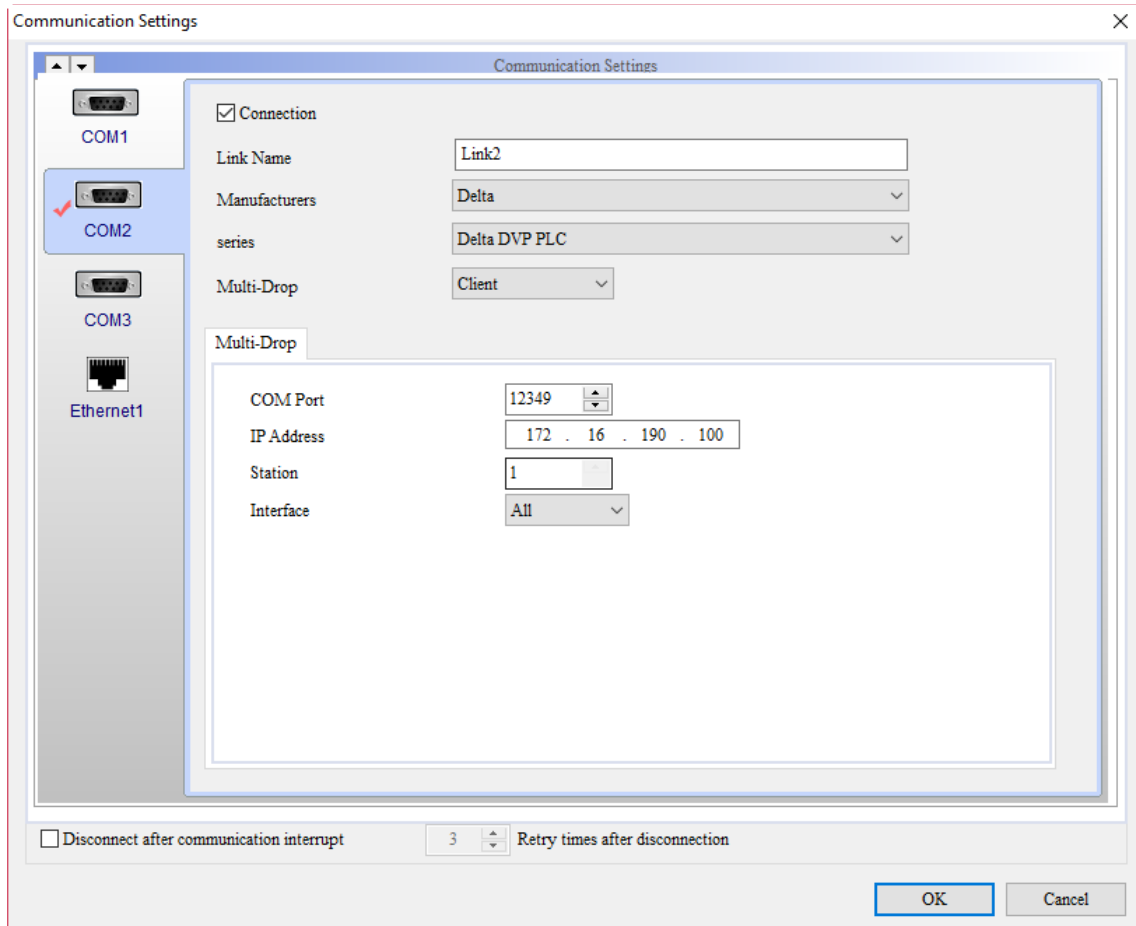 Communication Settings
Communication Settings
COM1
COM2
COM3
Ethernet1
Connection
Link Name Link2
Manufacturers Delta
series Delta DVP PLC
Multi-Drop Client
Multi-Drop
COM Port 12349
IP Address 172 . 16 . 190 . 100
Station 1
Interface All
Disconnect after communication interrupt 3 Retry times after disconnection
OK Cancel